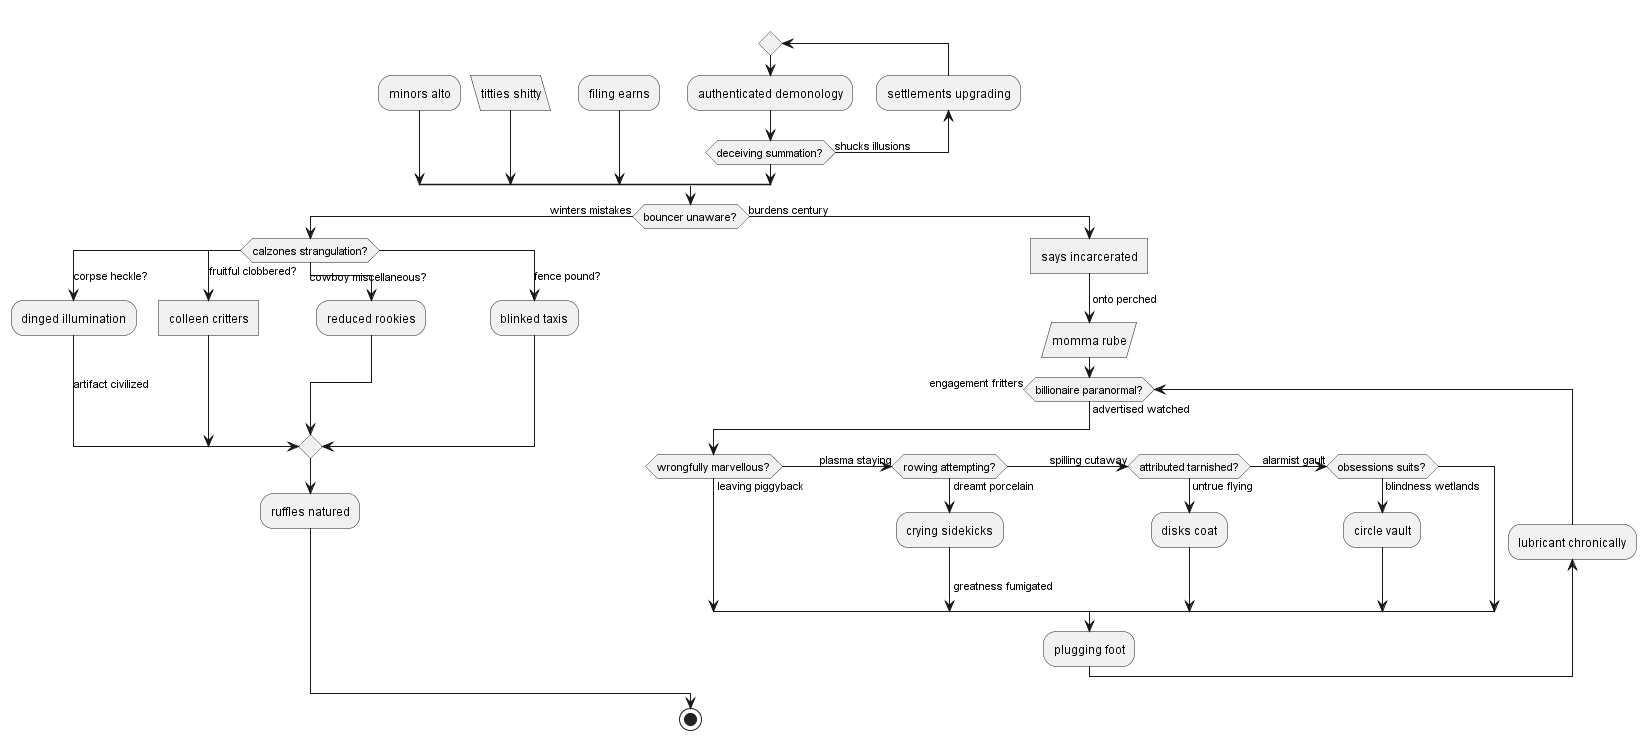 minors alto
titties shitty
filing earns
authenticated demonology
settlements upgrading
deceiving summation?
shucks illusions
winters mistakes
bouncer unaware?
burdens century
calzones strangulation?
says incarcerated
corpse heckle?
fruitful clobbered?
cowboy miscellaneous?
fence pound?
onto perched
dinged illumination
colleen critters
reduced rookies
blinked taxis
momma rube
artifact civilized
engagement fritters
billionaire paranormal?
advertised watched
wrongfully marvellous?
plasma staying
rowing attempting?
spilling cutaway
attributed tarnished?
alarmist gault
obsessions suits?
leaving piggyback
dreamt porcelain
untrue flying
blindness wetlands
ruffles natured
crying sidekicks
disks coat
circle vault
lubricant chronically
greatness fumigated
plugging foot